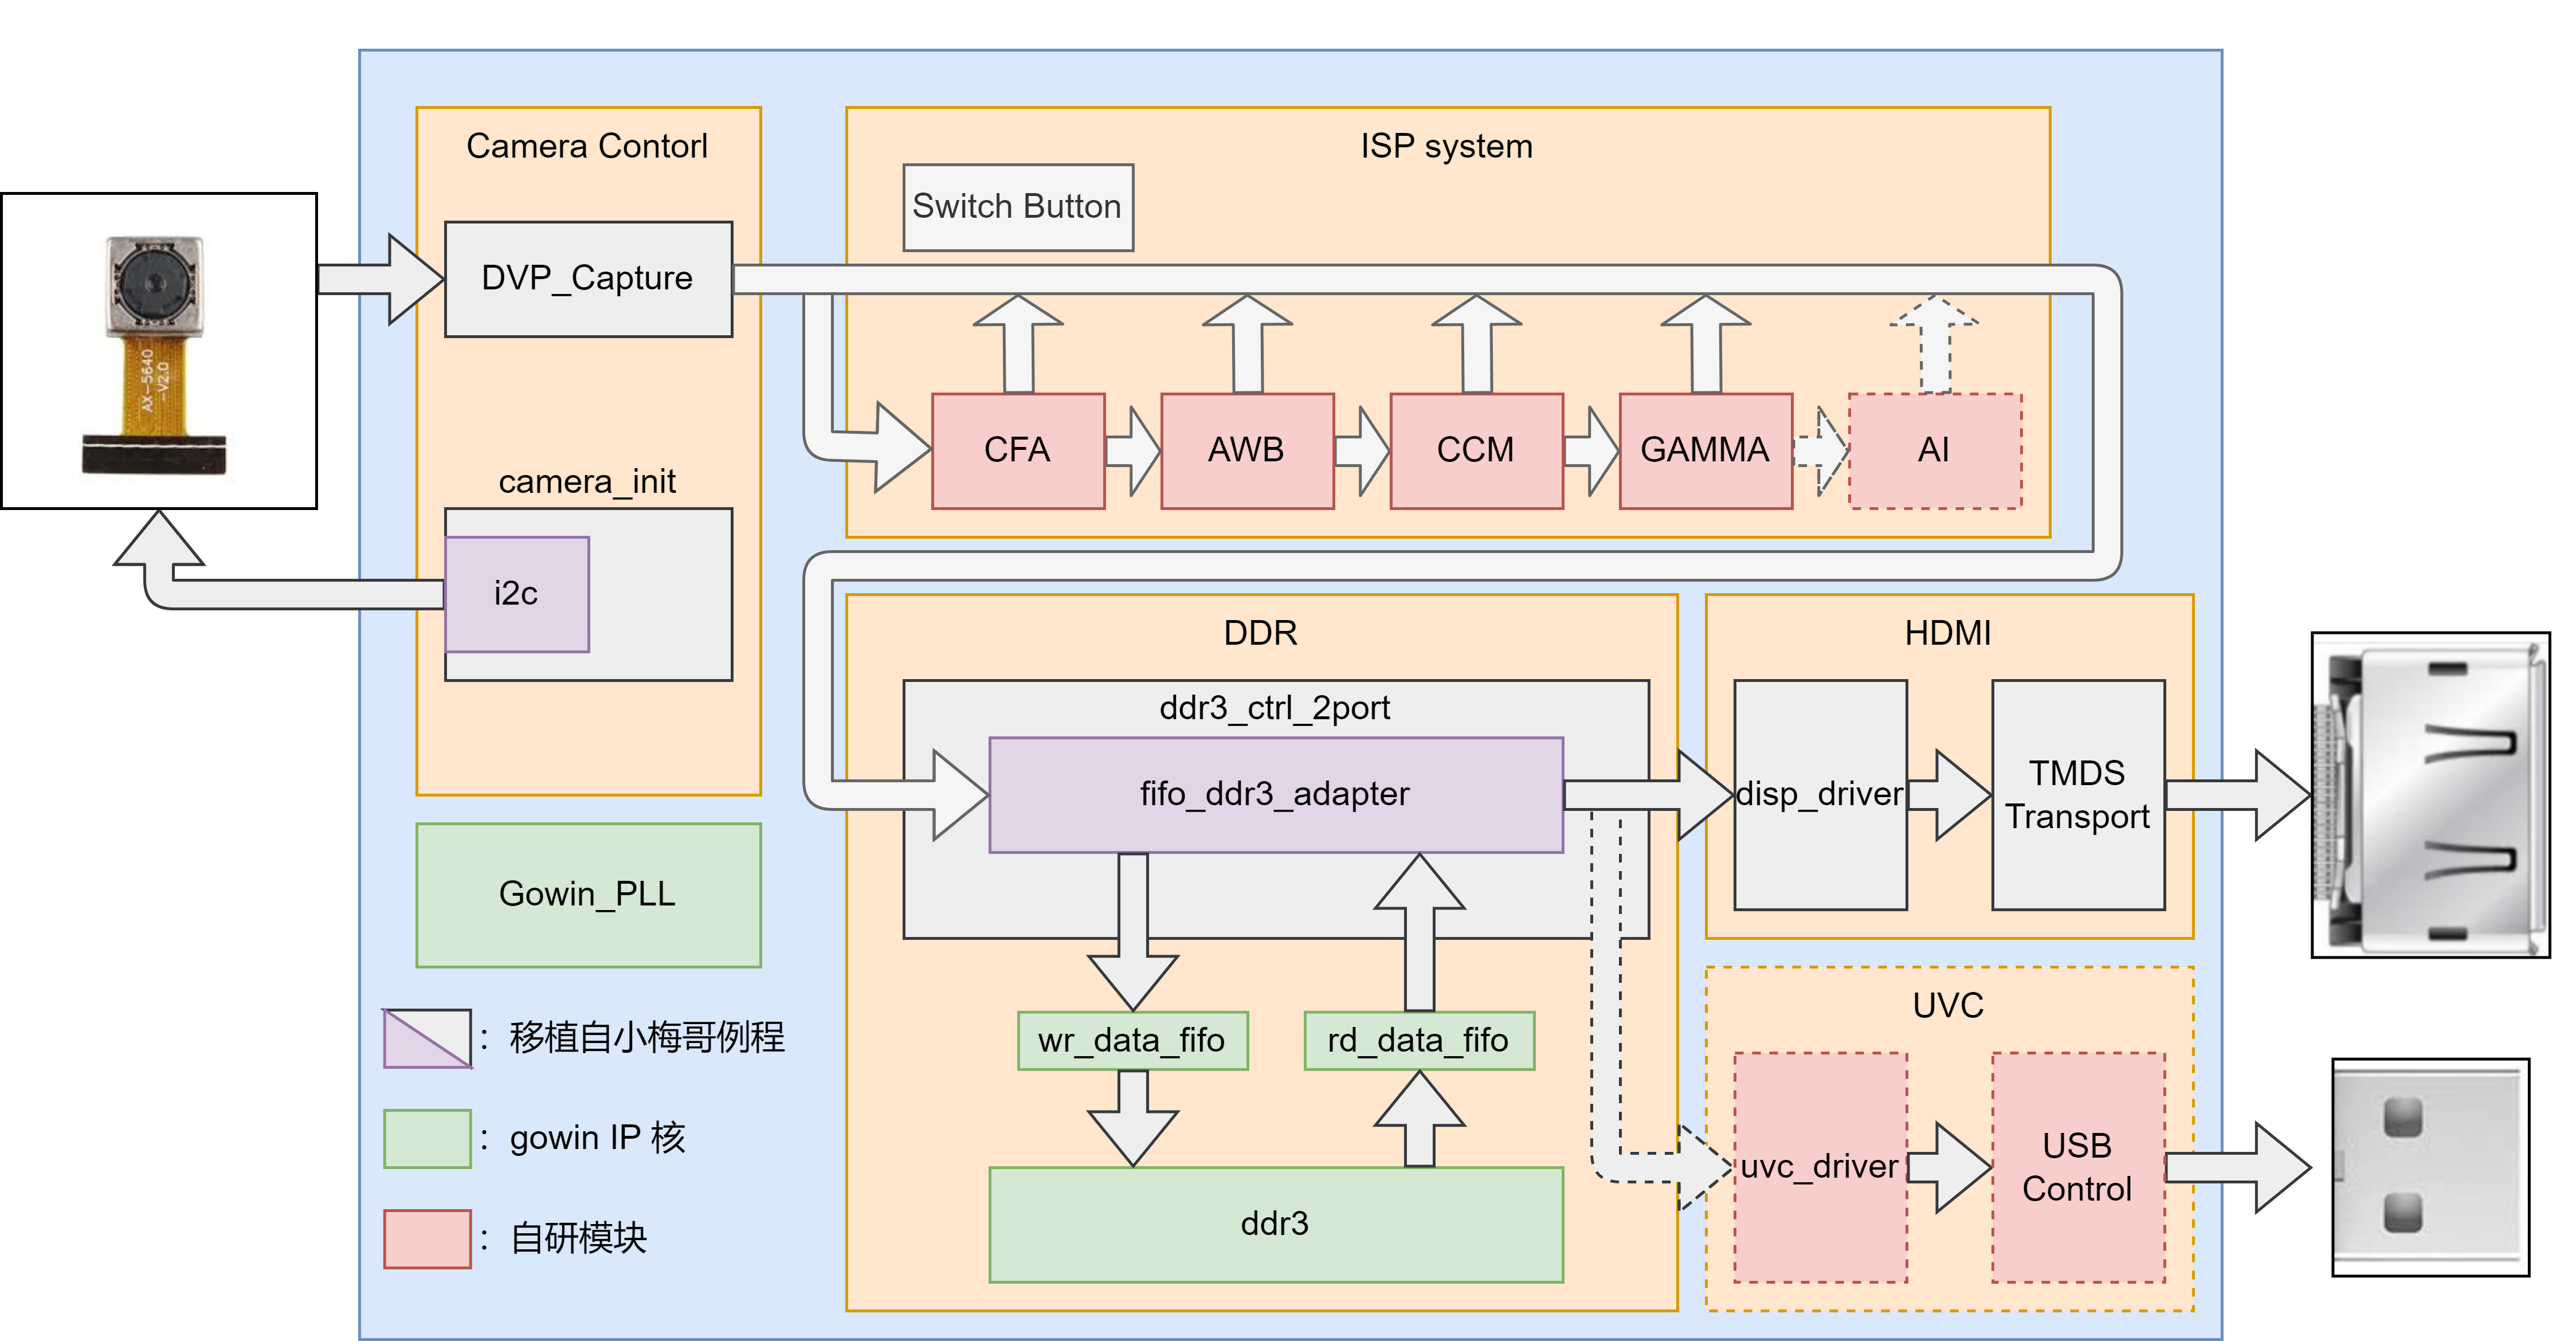 Camera Contorl
ISP system
Switch Button
DVP_Capture
AX-5640
-V2.0
CFA
AWB
CCM
GAMMA
AI
camera_init
i2c
DDR
HDMI
ddr3_ctrl_2port
fifo_ddr3_adapter
disp_driver
TMDS
Transport
Gowin_PLL
UVC
wr_data_fifo
rd_data_fifo
uvc_driver
USB
Control
ddr3
：移植自小梅哥例程
：gowin IP 核
：自研模块